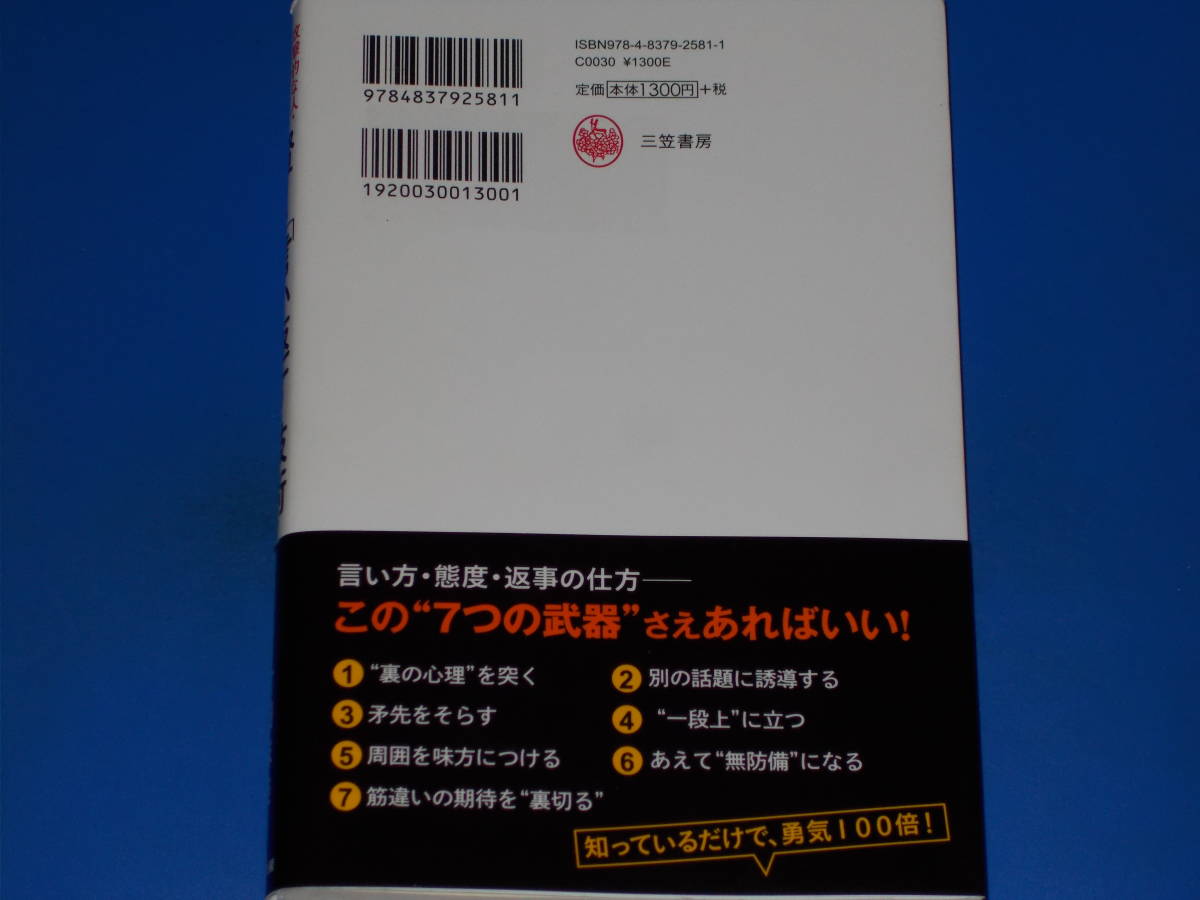 ISBN978-4-8379-2581-1
C0030 ¥1300E
定価 本体1300円+税
三笠書房
9784837925811
1920030013001
言い方・態度・返事の仕方――
この“7つの武器”さえあればいい!
1 “裏の心理”を突く
2 別の話題に誘導する
3 矛先をそらす
4 “一段上”に立つ
5 周囲を味方につける
6 あえて“無防備”になる
7 筋違いの期待を“裏切る”
知っているだけで、勇気100倍!